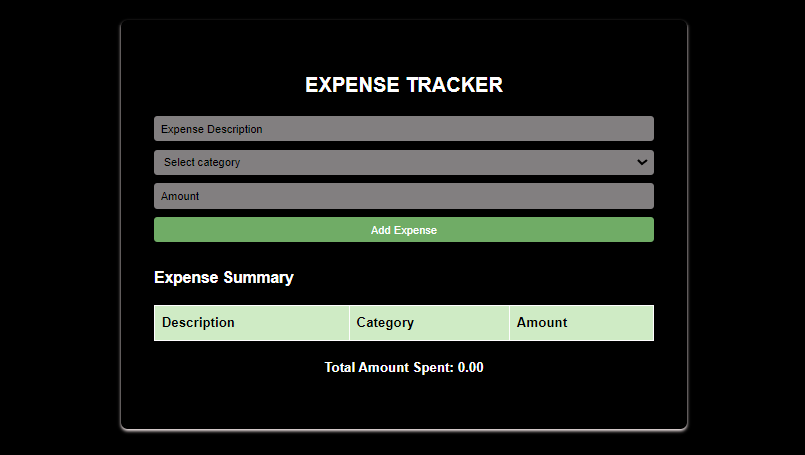 EXPENSE TRACKER
Expense Description
Select category
Amount
Add Expense
Expense Summary
Description Category Amount
Total Amount Spent: 0.00